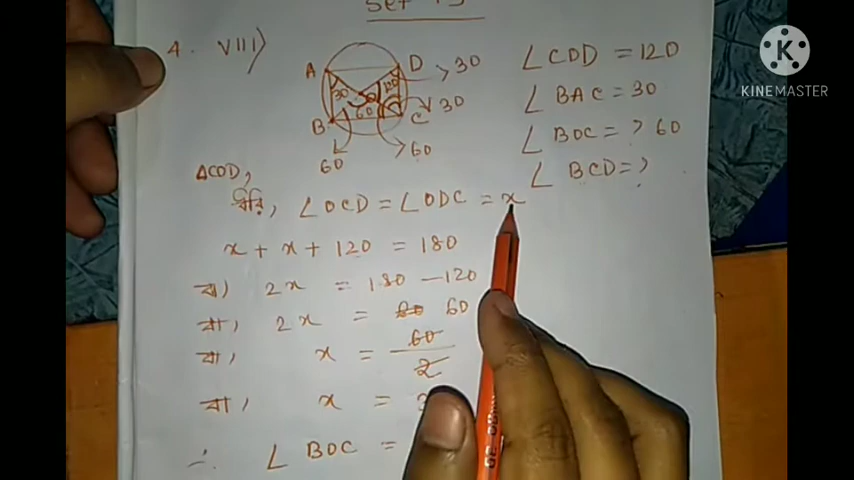 4. VIII)
A D 30
30 120
30
60
B C
60 60
∠COD = 120
∠BAC = 30
∠BOC = ? 60
∠BCD = ?
ΔCOD,
ধরি, ∠OCD = ∠ODC = x
x + x + 120 = 180
বা, 2x = 180 - 120
বা, 2x = 60
বা, x = 60/2
বা, x =
∴ ∠BOC =
K
KINEMASTER